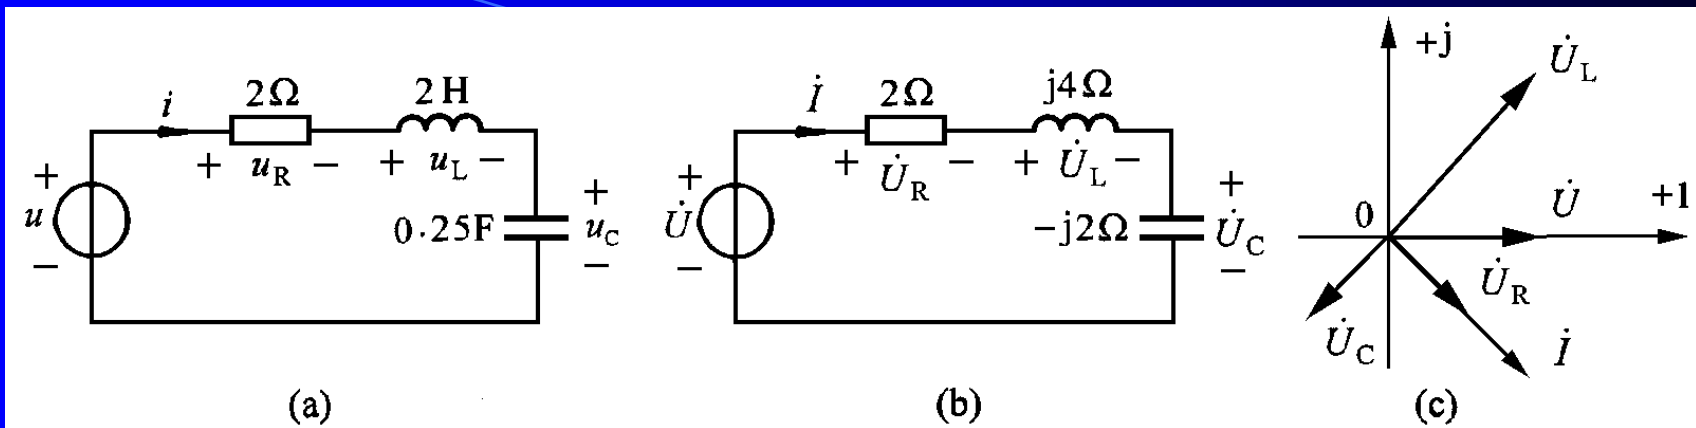 i
2Ω
2H
+ u_R −
+ u_L −
+
u
−
0·25F
+
u_C
−
(a)
İ
2Ω
j4Ω
+ U̇_R −
+ U̇_L −
+
U̇
−
−j2Ω
+
U̇_C
−
(b)
+j
U̇_L
0
U̇
+1
U̇_R
U̇_C
İ
(c)